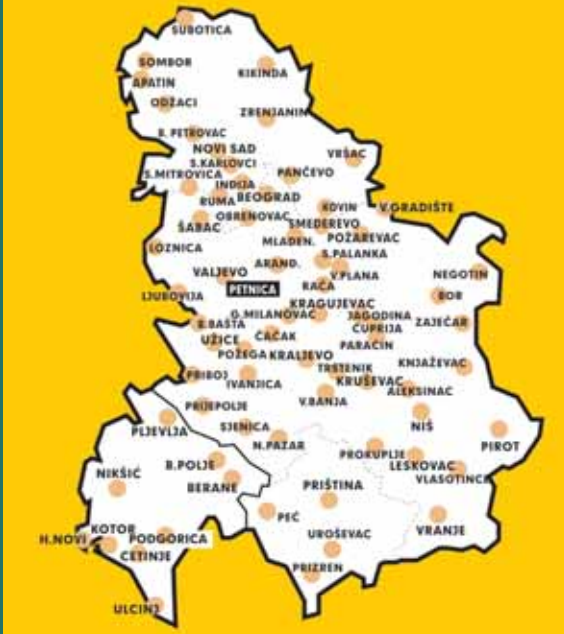 SUBOTICA
SOMBOR
KIKINDA
APATIN
ODŽACI
ZRENJANIN
B. PETROVAC
NOVI SAD
VRŠAC
S.KARLOVCI
S.MITROVICA
PANČEVO
INDIJA
RUMA
BEOGRAD
KOVIN
V.GRADIŠTE
ŠABAC
OBRENOVAC
SMEDEREVO
MLADEN.
POŽAREVAC
LOZNICA
ARAND.
S.PALANKA
VALJEVO
V.PLANA
NEGOTIN
PETNICA
RAČA
LJUBOVIJA
KRAGUJEVAC
BOR
G.MILANOVAC
JAGODINA
B.BAŠTA
ČAČAK
ĆUPRIJA
ZAJEČAR
UŽICE
PARAĆIN
POŽEGA
KRALJEVO
KNJAŽEVAC
PRIBOJ
TRSTENIK
IVANJICA
KRUŠEVAC
ALEKSINAC
V.BANJA
PRIJEPOLJE
PLJEVLJA
SJENICA
NIŠ
N.PAZAR
PIROT
PROKUPLJE
B.POLJE
LESKOVAC
NIKŠIĆ
VLASOTINCE
BERANE
PRIŠTINA
PEĆ
KOTOR
VRANJE
H.NOVI
PODGORICA
UROŠEVAC
CETINJE
PRIZREN
ULCINJ